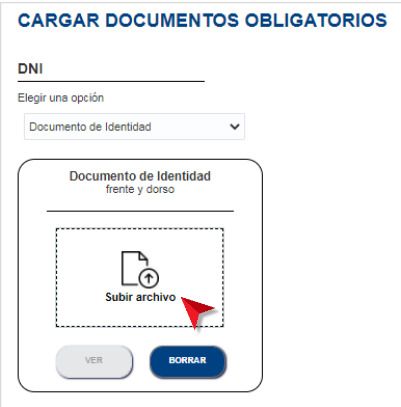 CARGAR DOCUMENTOS OBLIGATORIOS
DNI
Elegir una opción
Documento de Identidad
Documento de Identidad
frente y dorso
Subir archivo
VER
BORRAR